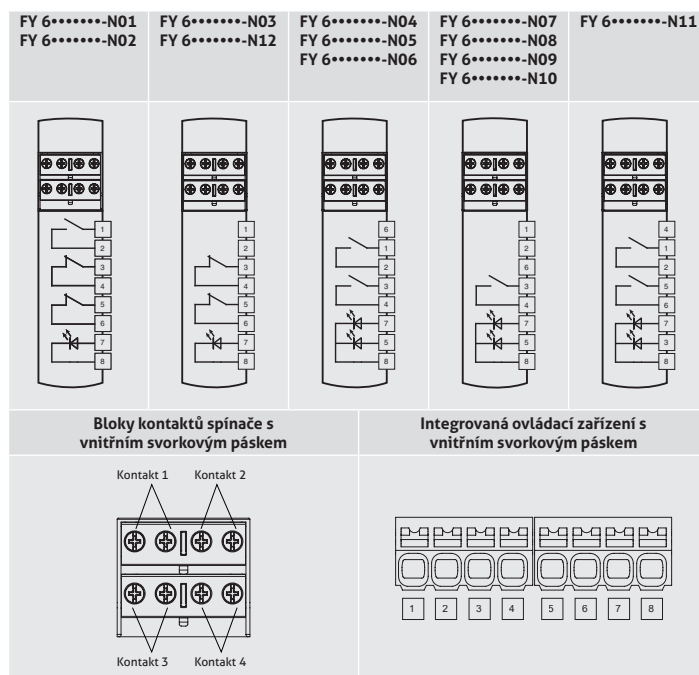 FY 6•••••••-N01
FY 6•••••••-N02
FY 6•••••••-N03
FY 6•••••••-N12
FY 6•••••••-N04
FY 6•••••••-N05
FY 6•••••••-N06
FY 6•••••••-N07
FY 6•••••••-N08
FY 6•••••••-N09
FY 6•••••••-N10
FY 6•••••••-N11
1
2
3
4
5
6
7
8
1
2
3
4
5
6
7
8
6
1
2
3
4
7
5
8
1
2
6
3
4
7
5
8
4
1
2
5
6
7
3
8
Bloky kontaktů spínače s
vnitřním svorkovým páskem
Integrovaná ovládací zařízení s
vnitřním svorkovým páskem
Kontakt 1 Kontakt 2
Kontakt 3 Kontakt 4
1 2 3 4 5 6 7 8